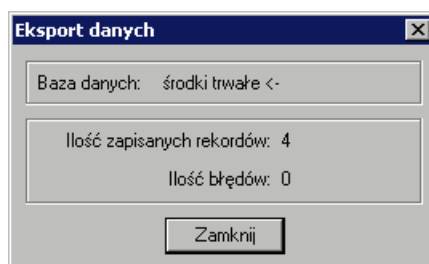 Eksport danych
Baza danych: środki trwałe <-
Ilość zapisanych rekordów: 4
Ilość błędów: 0
Zamknij